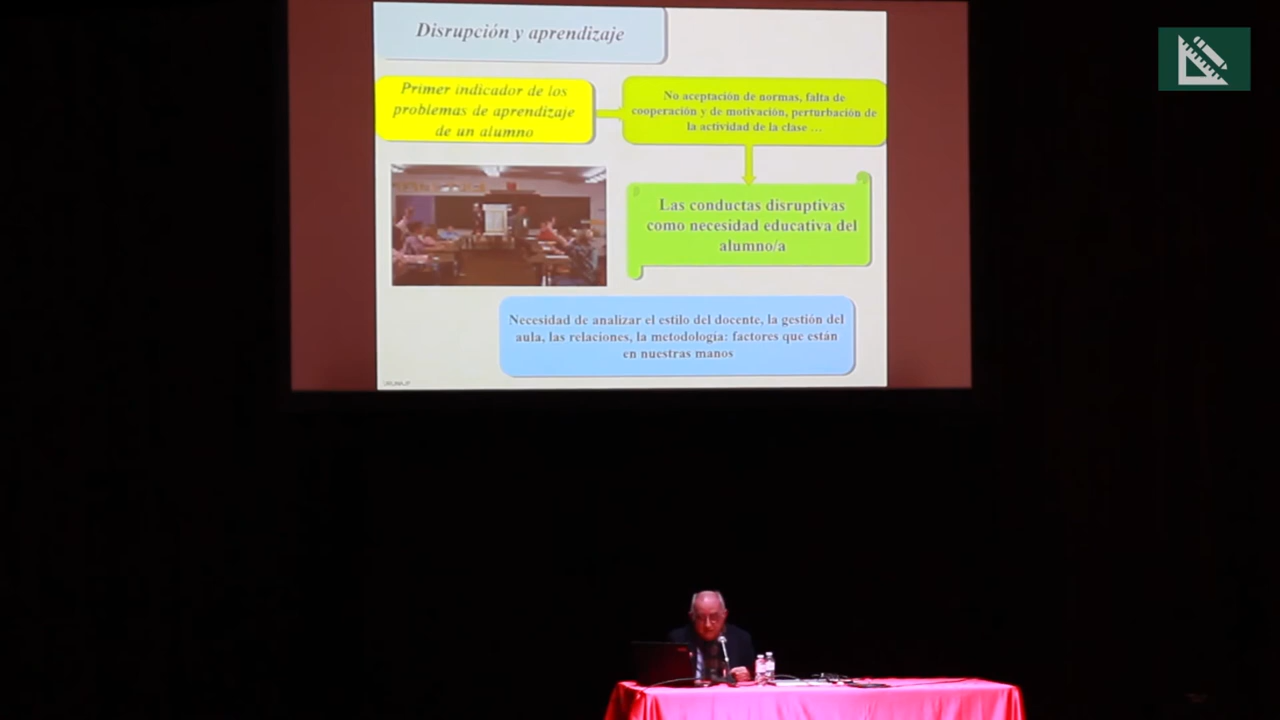 Disrupción y aprendizaje
Primer indicador de los
problemas de aprendizaje
de un alumno
No aceptación de normas, falta de
cooperación y de motivación, perturbación de
la actividad de la clase ...
Las conductas disruptivas
como necesidad educativa del
alumno/a
Necesidad de analizar el estilo del docente, la gestión del
aula, las relaciones, la metodología: factores que están
en nuestras manos